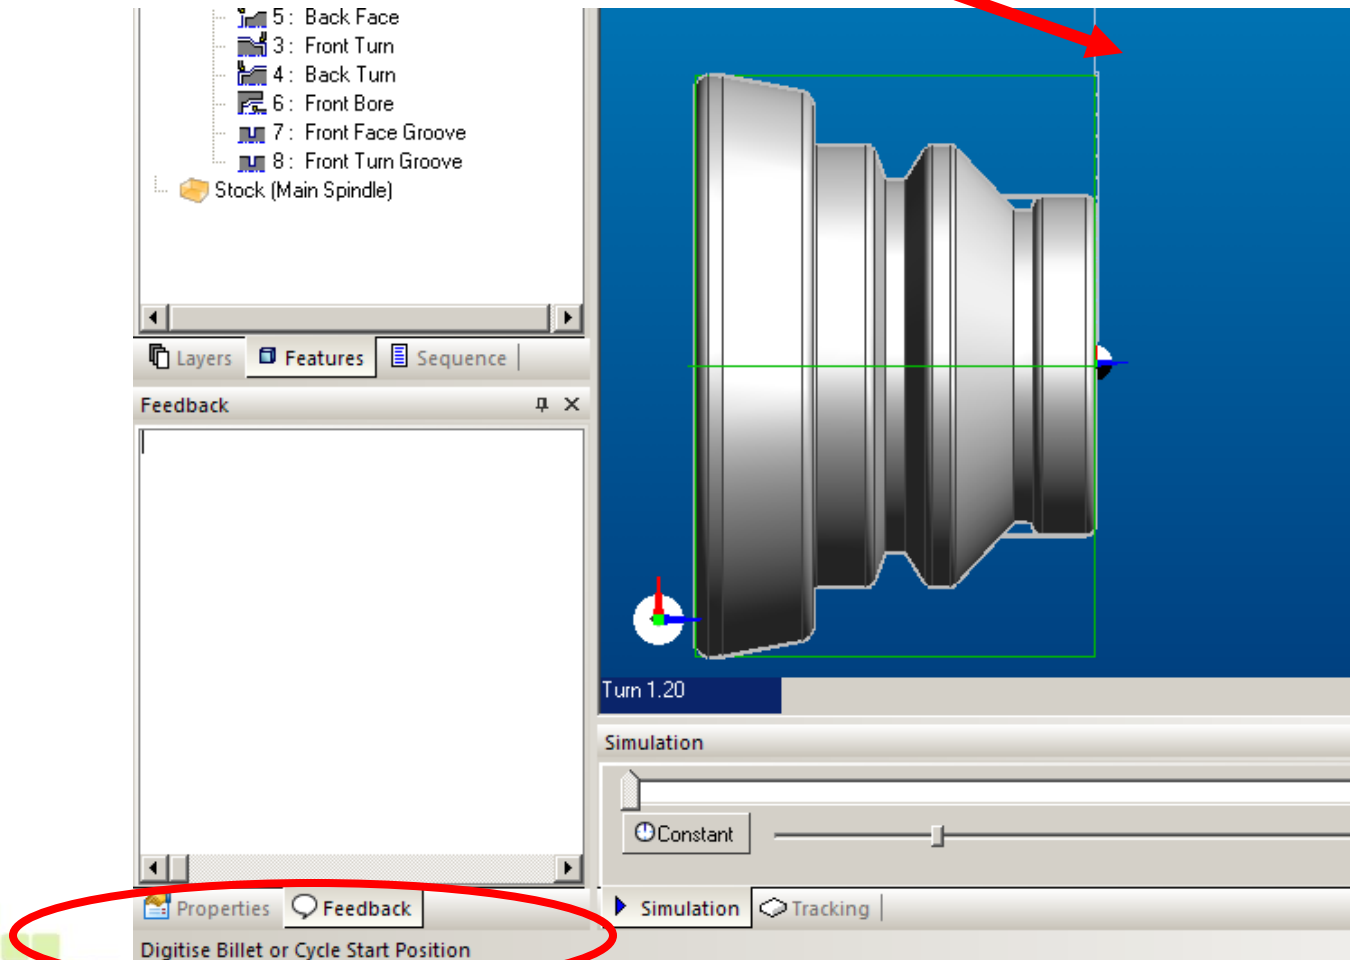 5 : Back Face
3 : Front Turn
4 : Back Turn
6 : Front Bore
7 : Front Face Groove
8 : Front Turn Groove
Stock (Main Spindle)
Layers Features Sequence
Feedback
Turn 1.20
Simulation
Constant
Properties Feedback
Simulation Tracking
Digitise Billet or Cycle Start Position